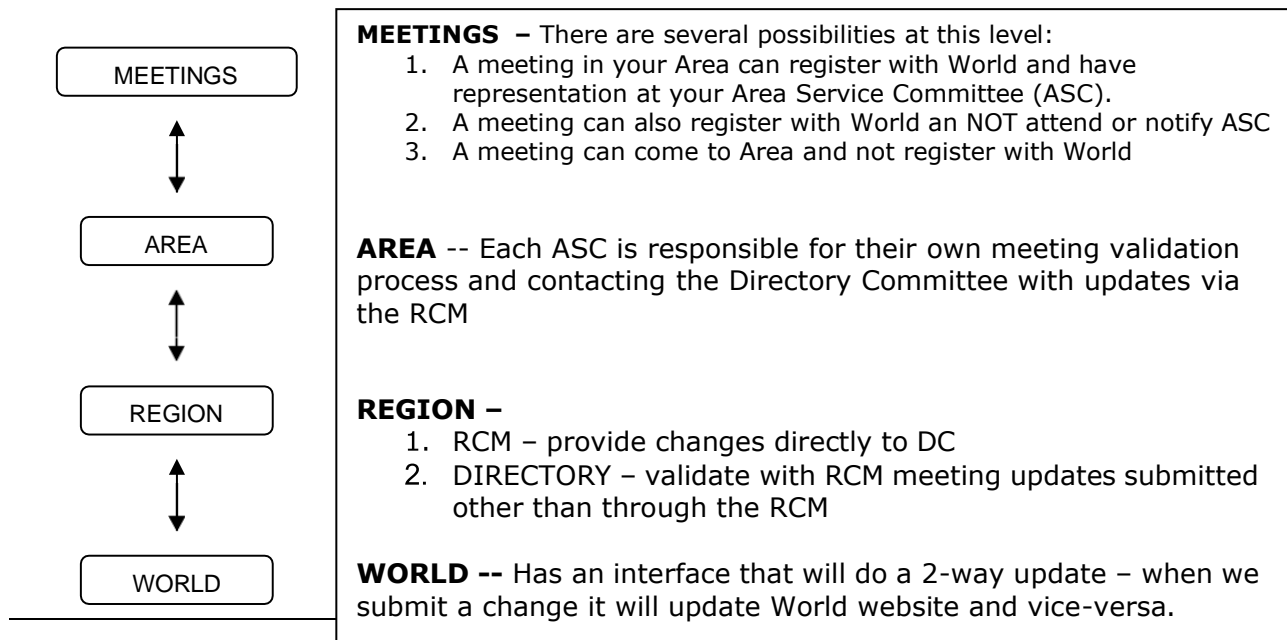 MEETINGS
AREA
REGION
WORLD
MEETINGS – There are several possibilities at this level:
1. A meeting in your Area can register with World and have
representation at your Area Service Committee (ASC).
2. A meeting can also register with World an NOT attend or notify ASC
3. A meeting can come to Area and not register with World
AREA -- Each ASC is responsible for their own meeting validation
process and contacting the Directory Committee with updates via
the RCM
REGION –
1. RCM – provide changes directly to DC
2. DIRECTORY – validate with RCM meeting updates submitted
other than through the RCM
WORLD -- Has an interface that will do a 2-way update – when we
submit a change it will update World website and vice-versa.